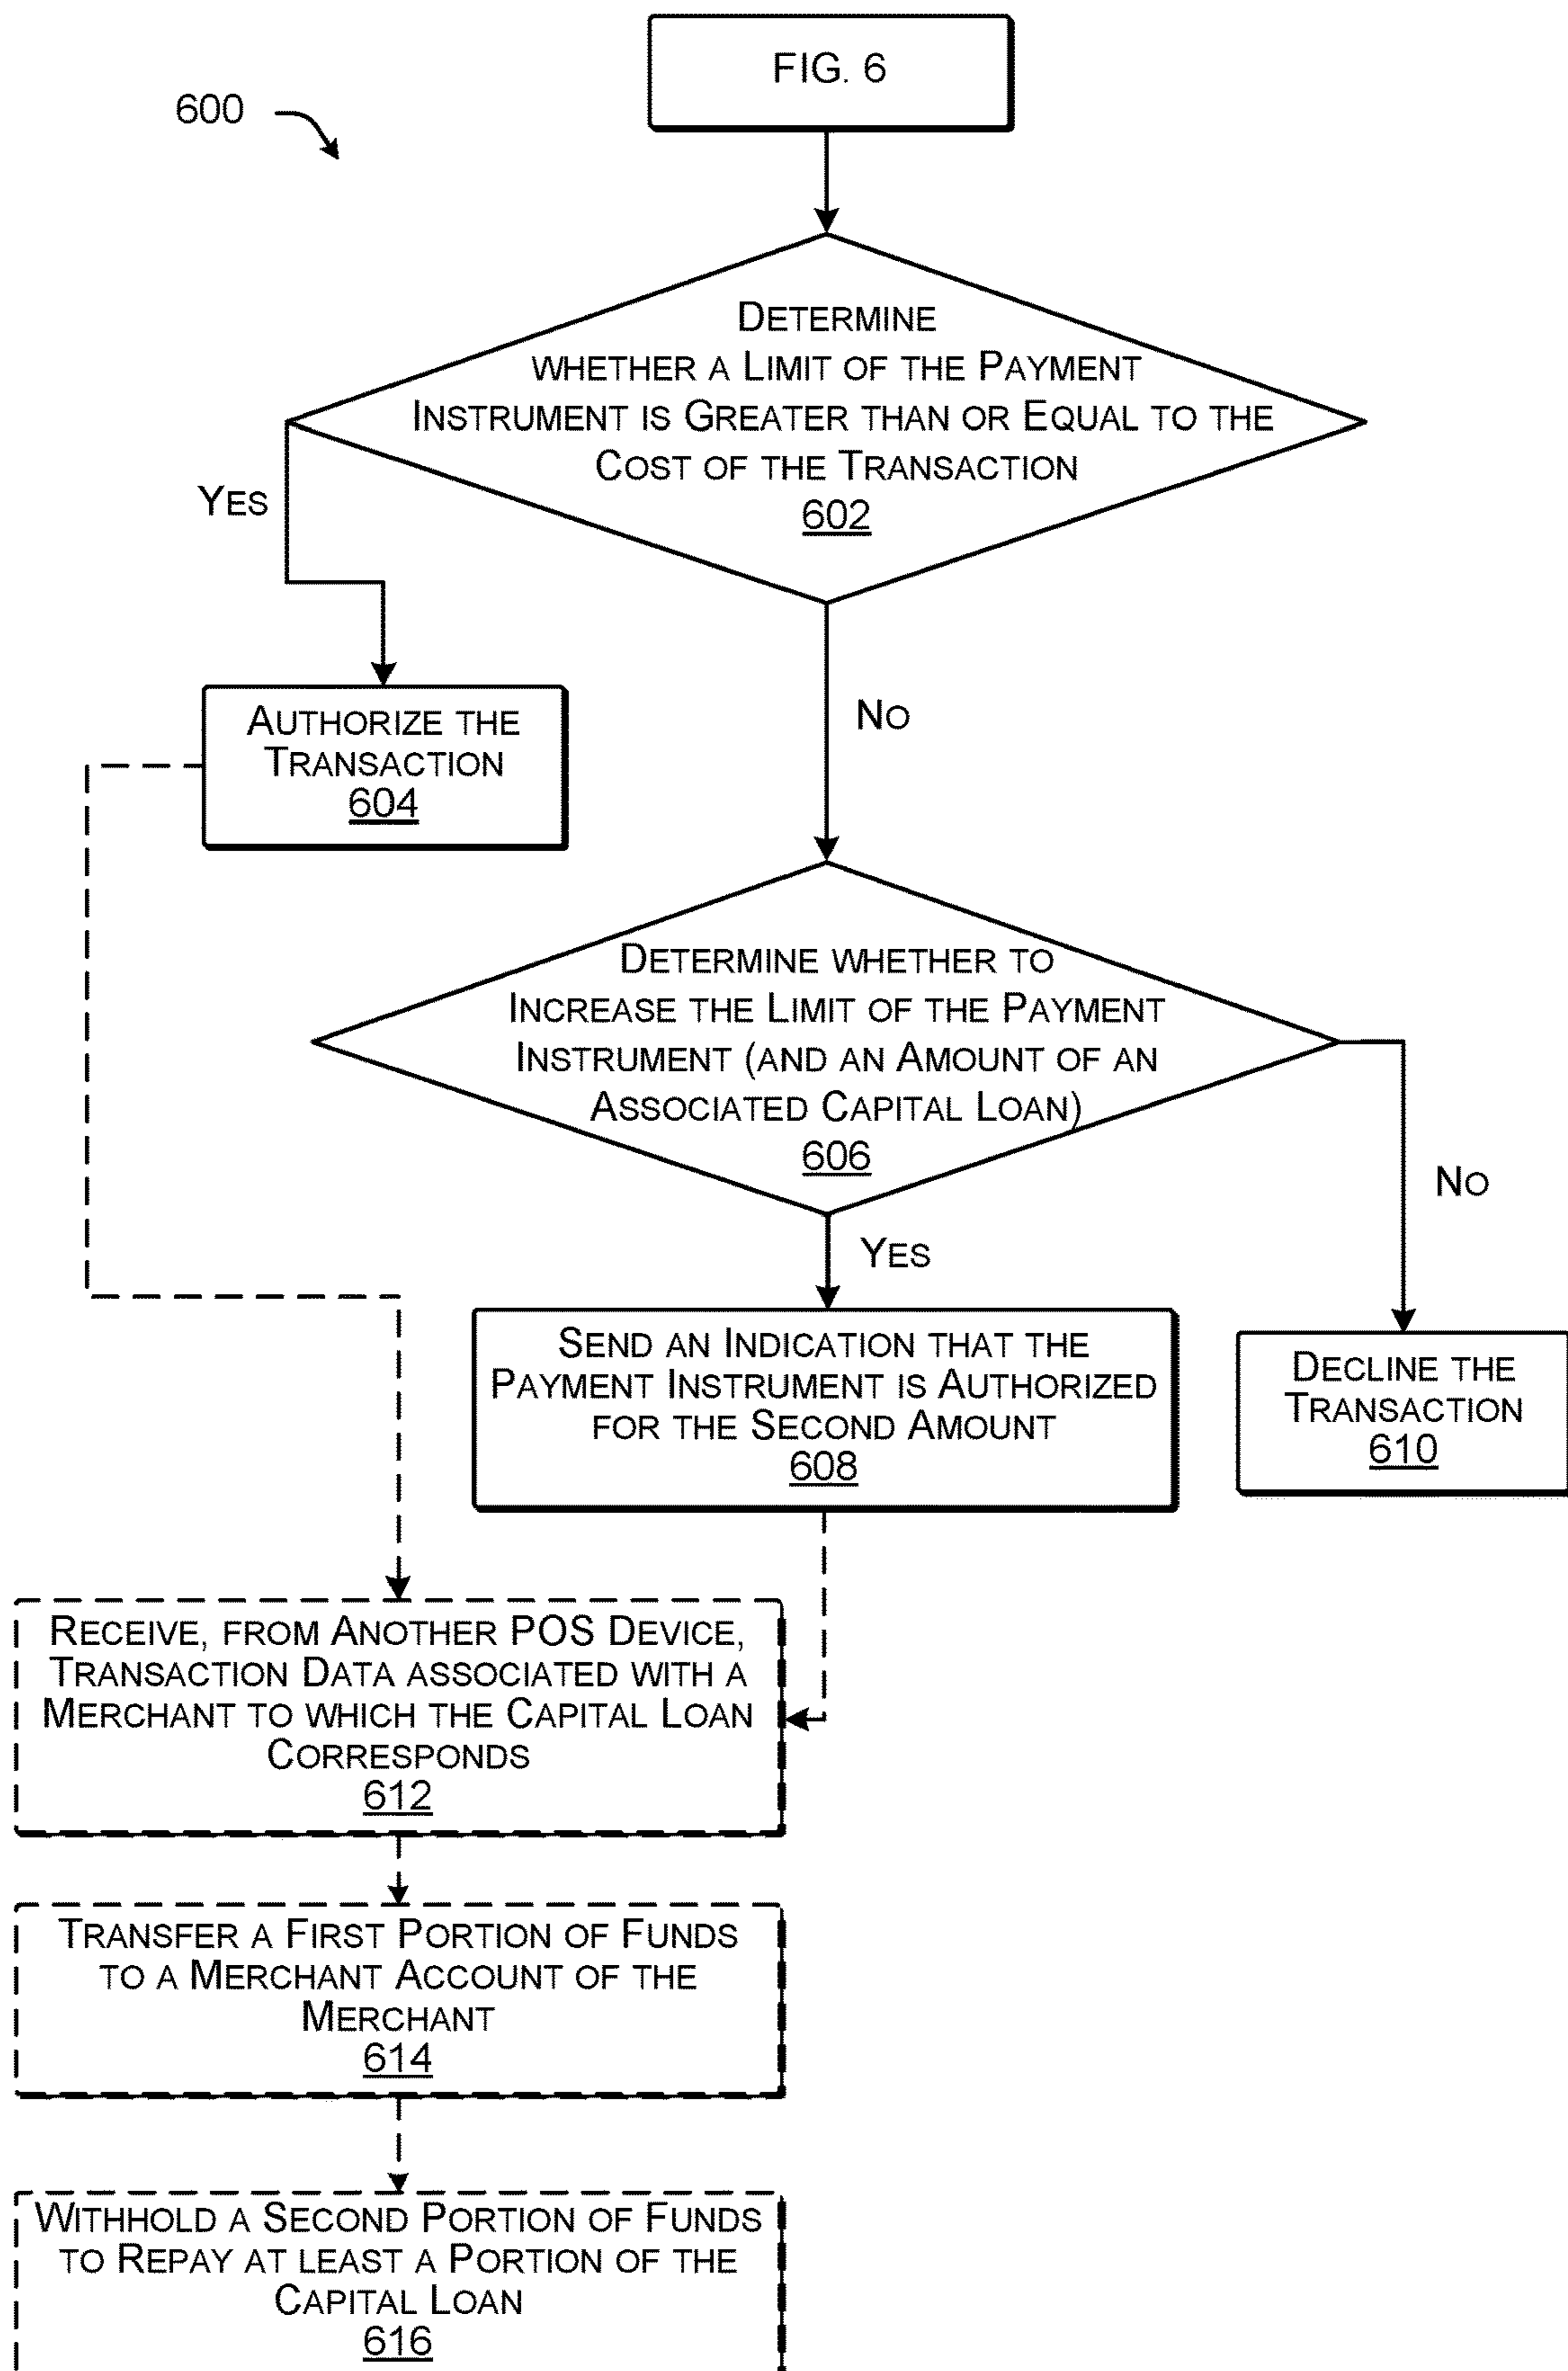 FIG. 6
600
DETERMINE
WHETHER A LIMIT OF THE PAYMENT
INSTRUMENT IS GREATER THAN OR EQUAL TO THE
COST OF THE TRANSACTION
602
YES
AUTHORIZE THE
TRANSACTION
604
NO
DETERMINE WHETHER TO
INCREASE THE LIMIT OF THE PAYMENT
INSTRUMENT (AND AN AMOUNT OF AN
ASSOCIATED CAPITAL LOAN)
606
NO
YES
SEND AN INDICATION THAT THE
PAYMENT INSTRUMENT IS AUTHORIZED
FOR THE SECOND AMOUNT
608
DECLINE THE
TRANSACTION
610
RECEIVE, FROM ANOTHER POS DEVICE,
TRANSACTION DATA ASSOCIATED WITH A
MERCHANT TO WHICH THE CAPITAL LOAN
CORRESPONDS
612
TRANSFER A FIRST PORTION OF FUNDS
TO A MERCHANT ACCOUNT OF THE
MERCHANT
614
WITHHOLD A SECOND PORTION OF FUNDS
TO REPAY AT LEAST A PORTION OF THE
CAPITAL LOAN
616